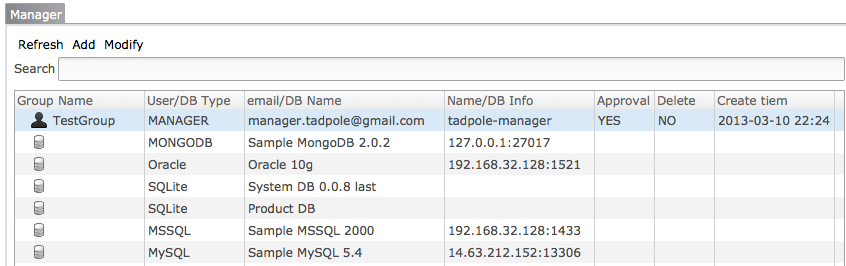 Manager
Refresh Add Modify
Search
Group Name User/DB Type email/DB Name Name/DB Info Approval Delete Create tiem
TestGroup MANAGER manager.tadpole@gmail.com tadpole-manager YES NO 2013-03-10 22:24
MONGODB Sample MongoDB 2.0.2 127.0.0.1:27017
Oracle Oracle 10g 192.168.32.128:1521
SQLite System DB 0.0.8 last
SQLite Product DB
MSSQL Sample MSSQL 2000 192.168.32.128:1433
MySQL Sample MySQL 5.4 14.63.212.152:13306